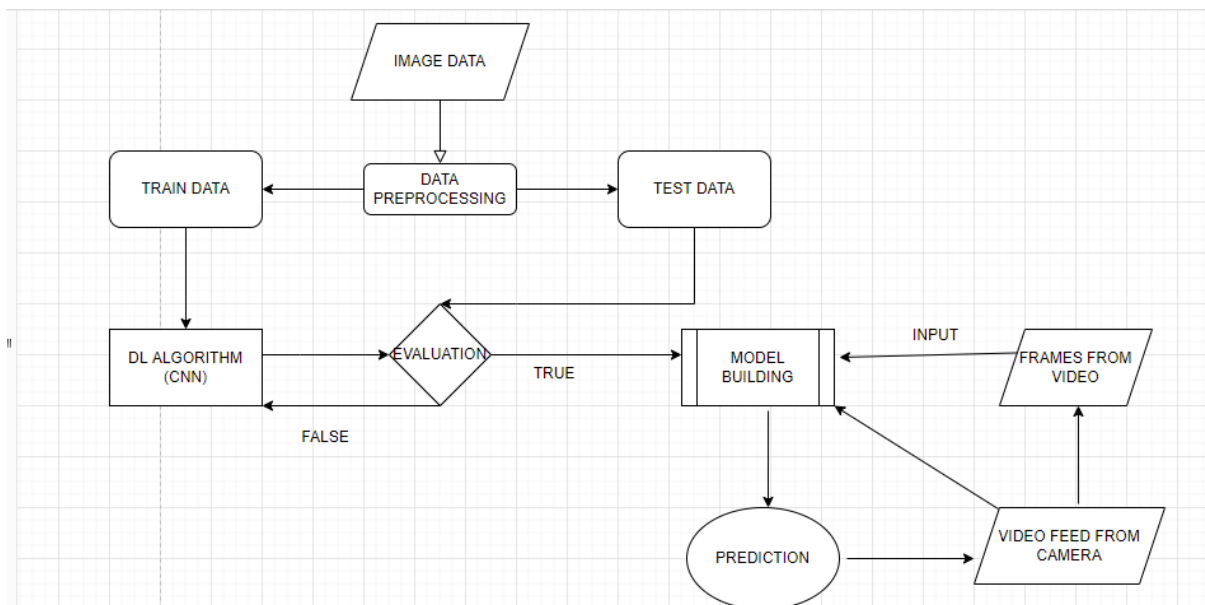 IMAGE DATA
TRAIN DATA
DATA
PREPROCESSING
TEST DATA
"
DL ALGORITHM
(CNN)
EVALUATION
TRUE
FALSE
MODEL
BUILDING
INPUT
FRAMES FROM
VIDEO
PREDICTION
VIDEO FEED FROM
CAMERA